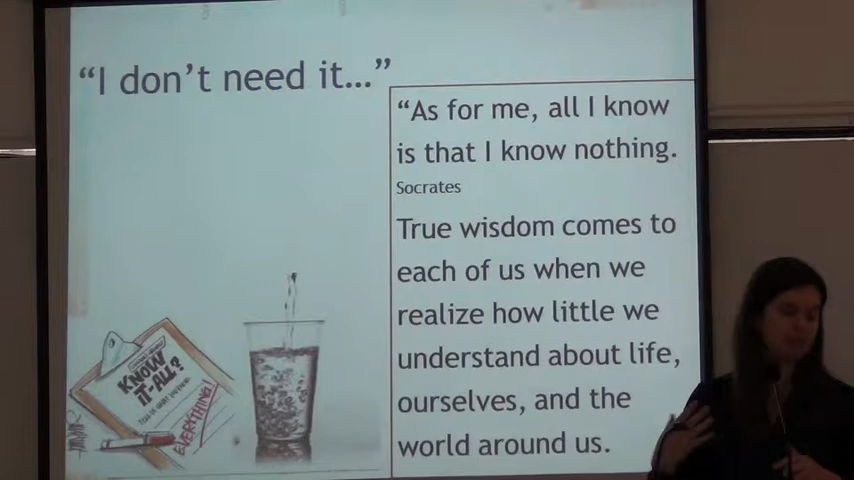 “I don’t need it...”
“As for me, all I know
is that I know nothing.
Socrates
True wisdom comes to
each of us when we
realize how little we
understand about life,
ourselves, and the
world around us.
KNOW
IT-ALL?
EVERYTHING!